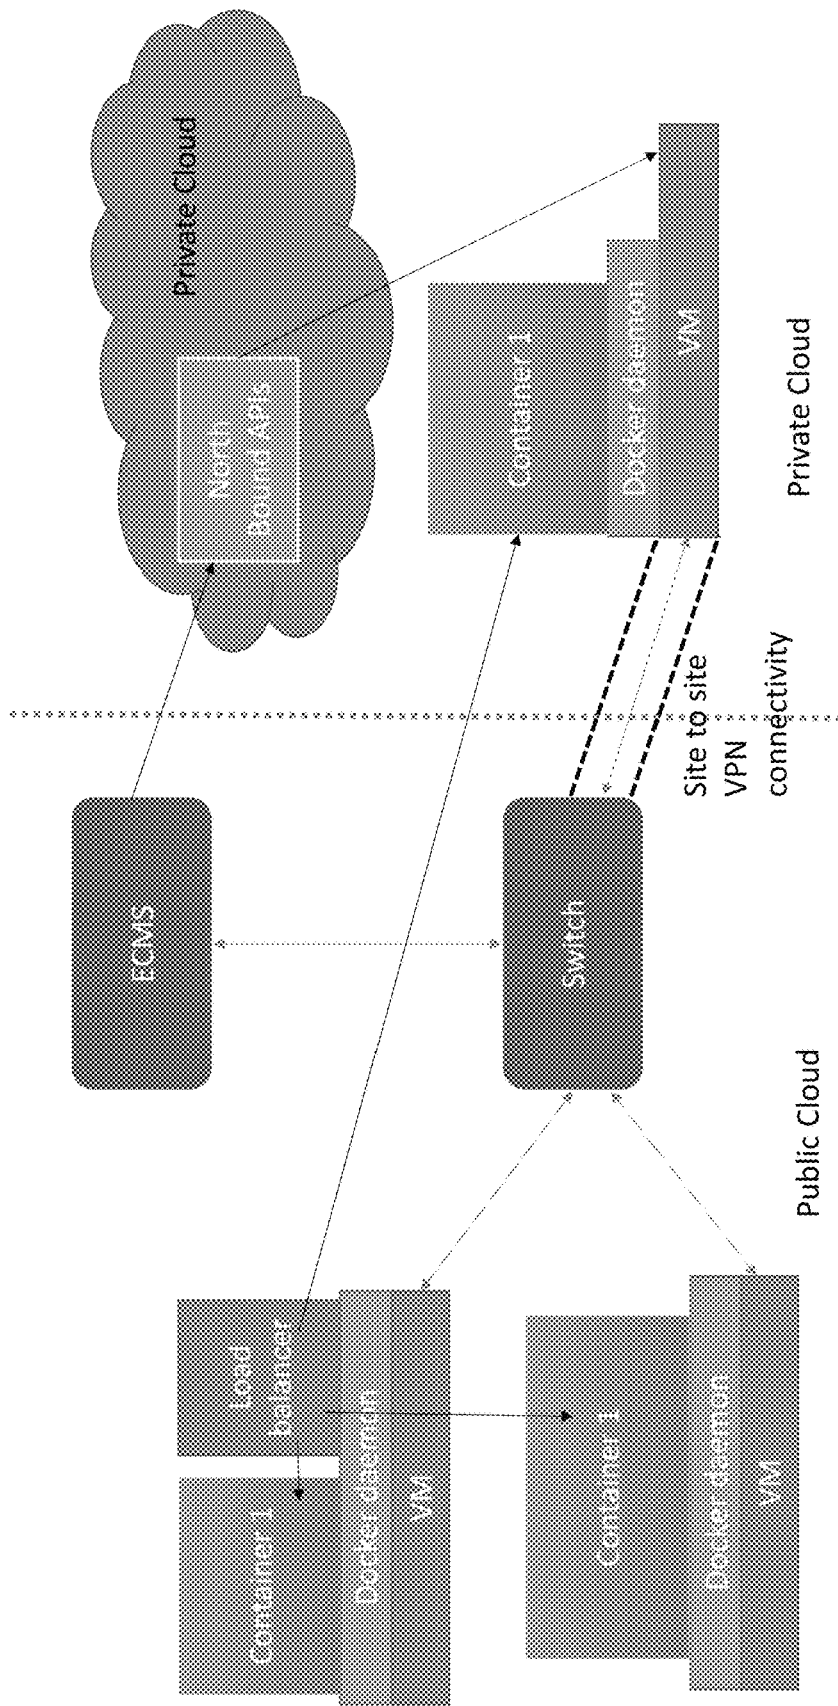 Container 1
Load
balancer
Docker daemon
VM
Container 1
Docker daemon
VM
Public Cloud
ECMS
Switch
Site to site
VPN
connectivity
Private Cloud
North
Bound APIs
Container 1
Docker daemon
VM
Private Cloud